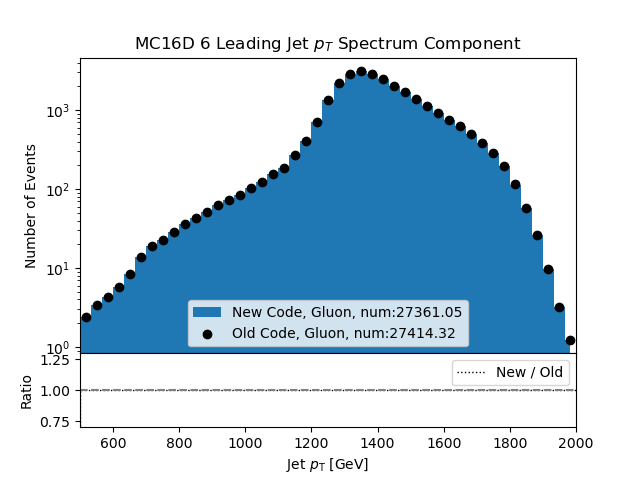 MC16D 6 Leading Jet $p_T$ Spectrum Component
Number of Events
10³
10²
10¹
10⁰
New Code, Gluon, num:27361.05
Old Code, Gluon, num:27414.32
Ratio
1.25
1.00
0.75
New / Old
600 800 1000 1200 1400 1600 1800 2000
Jet $p_T$ [GeV]